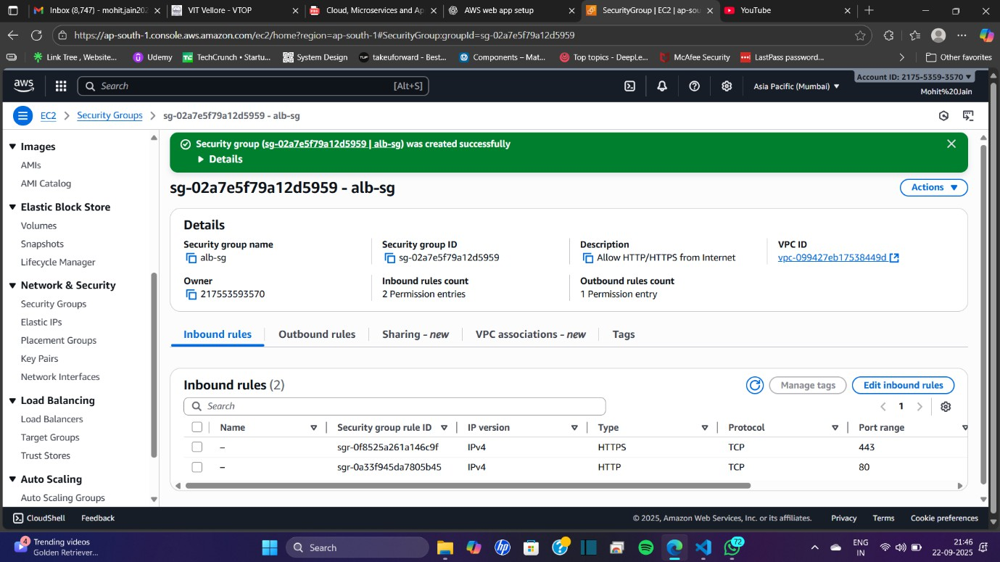 Inbox (8,747) - mohit.jain202
VIT Vellore - VTOP
Cloud, Microservices and Ap
AWS web app setup
SecurityGroup | EC2 | ap-sou
YouTube
https://ap-south-1.console.aws.amazon.com/ec2/home?region=ap-south-1#SecurityGroup:groupId=sg-02a7e5f79a12d5959
Link Tree , Website...
Udemy
TechCrunch • Startu...
System Design
takeuforward - Best...
Components – Mat...
Top topics - DeepLe...
McAfee Security
LastPass password...
Other favorites
aws
Search
[Alt+S]
Asia Pacific (Mumbai)
Account ID: 2175-5359-3570
Mohit%20Jain
EC2
Security Groups
sg-02a7e5f79a12d5959 - alb-sg
Images
AMIs
AMI Catalog
Elastic Block Store
Volumes
Snapshots
Lifecycle Manager
Network & Security
Security Groups
Elastic IPs
Placement Groups
Key Pairs
Network Interfaces
Load Balancing
Load Balancers
Target Groups
Trust Stores
Auto Scaling
Auto Scaling Groups
Security group (sg-02a7e5f79a12d5959 | alb-sg) was created successfully
Details
sg-02a7e5f79a12d5959 - alb-sg
Actions
Details
Security group name
alb-sg
Security group ID
sg-02a7e5f79a12d5959
Description
Allow HTTP/HTTPS from Internet
VPC ID
vpc-099427eb17538449d
Owner
217553593570
Inbound rules count
2 Permission entries
Outbound rules count
1 Permission entry
Inbound rules
Outbound rules
Sharing - new
VPC associations - new
Tags
Inbound rules (2)
Manage tags
Edit inbound rules
Search
1
Name Security group rule ID IP version Type Protocol Port range
– sgr-0f8525a261a146c9f IPv4 HTTPS TCP 443
– sgr-0a33f945da7805b45 IPv4 HTTP TCP 80
CloudShell
Feedback
© 2025, Amazon Web Services, Inc. or its affiliates.
Privacy
Terms
Cookie preferences
4
Trending videos
Golden Retriever...
Search
hp
72
ENG
IN
21:46
22-09-2025